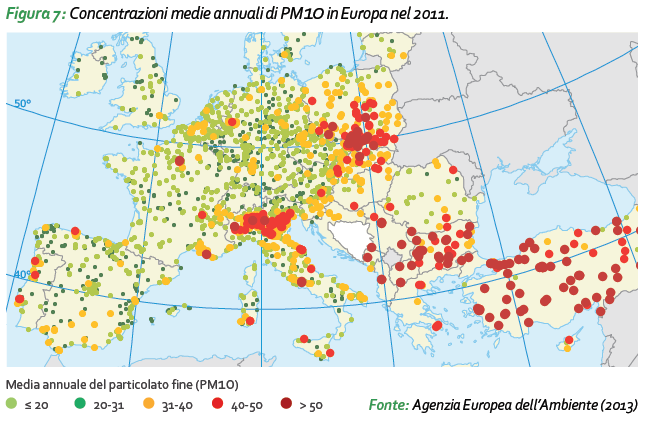 Figura 7: Concentrazioni medie annuali di PM10 in Europa nel 2011.
50°
40°
Media annuale del particolato fine (PM10)
≤ 20 20-31 31-40 40-50 > 50
Fonte: Agenzia Europea dell'Ambiente (2013)